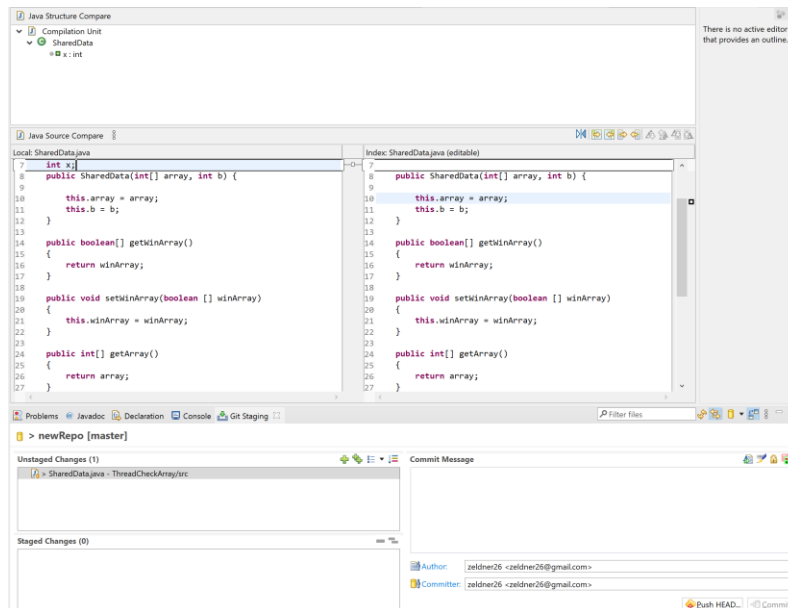 Java Structure Compare
There is no active editor
that provides an outline.
Compilation Unit
SharedData
x : int
Java Source Compare
Local: SharedData.java
7 int x;
8 public SharedData(int[] array, int b) {
9
10 this.array = array;
11 this.b = b;
12 }
13
14 public boolean[] getWinArray()
15 {
16 return winArray;
17 }
18
19 public void setWinArray(boolean [] winArray)
20 {
21 this.winArray = winArray;
22 }
23
24 public int[] getArray()
25 {
26 return array;
27 }
Index: SharedData.java (editable)
7
8 public SharedData(int[] array, int b) {
9
10 this.array = array;
11 this.b = b;
12 }
13
14 public boolean[] getWinArray()
15 {
16 return winArray;
17 }
18
19 public void setWinArray(boolean [] winArray)
20 {
21 this.winArray = winArray;
22 }
23
24 public int[] getArray()
25 {
26 return array;
27 }
Problems Javadoc Declaration Console Git Staging
Filter files
> newRepo [master]
Unstaged Changes (1)
> SharedData.java - ThreadCheckArray/src
Staged Changes (0)
Commit Message
Author: zeldner26 <zeldner26@gmail.com>
Committer: zeldner26 <zeldner26@gmail.com>
Push HEAD... Commi